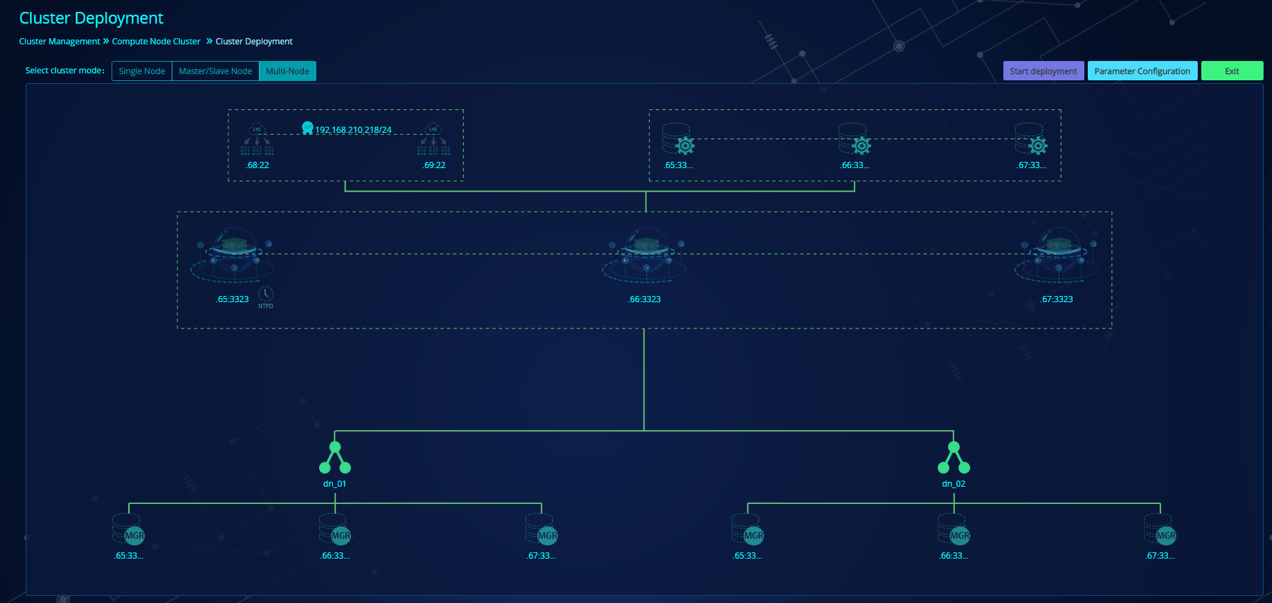 Cluster Deployment
Cluster Management » Compute Node Cluster » Cluster Deployment
Select cluster mode: Single Node Master/Slave Node Multi-Node Start deployment Parameter Configuration Exit
LVS 192.168.210.218/24 LVS
.68:22 .69:22 .65:33... .66:33... .67:33...
.65:3323 .66:3323 .67:3323
NTPD
dn_01 dn_02
MGR MGR MGR MGR MGR MGR
.65:33... .66:33... .67:33... .65:33... .66:33... .67:33...